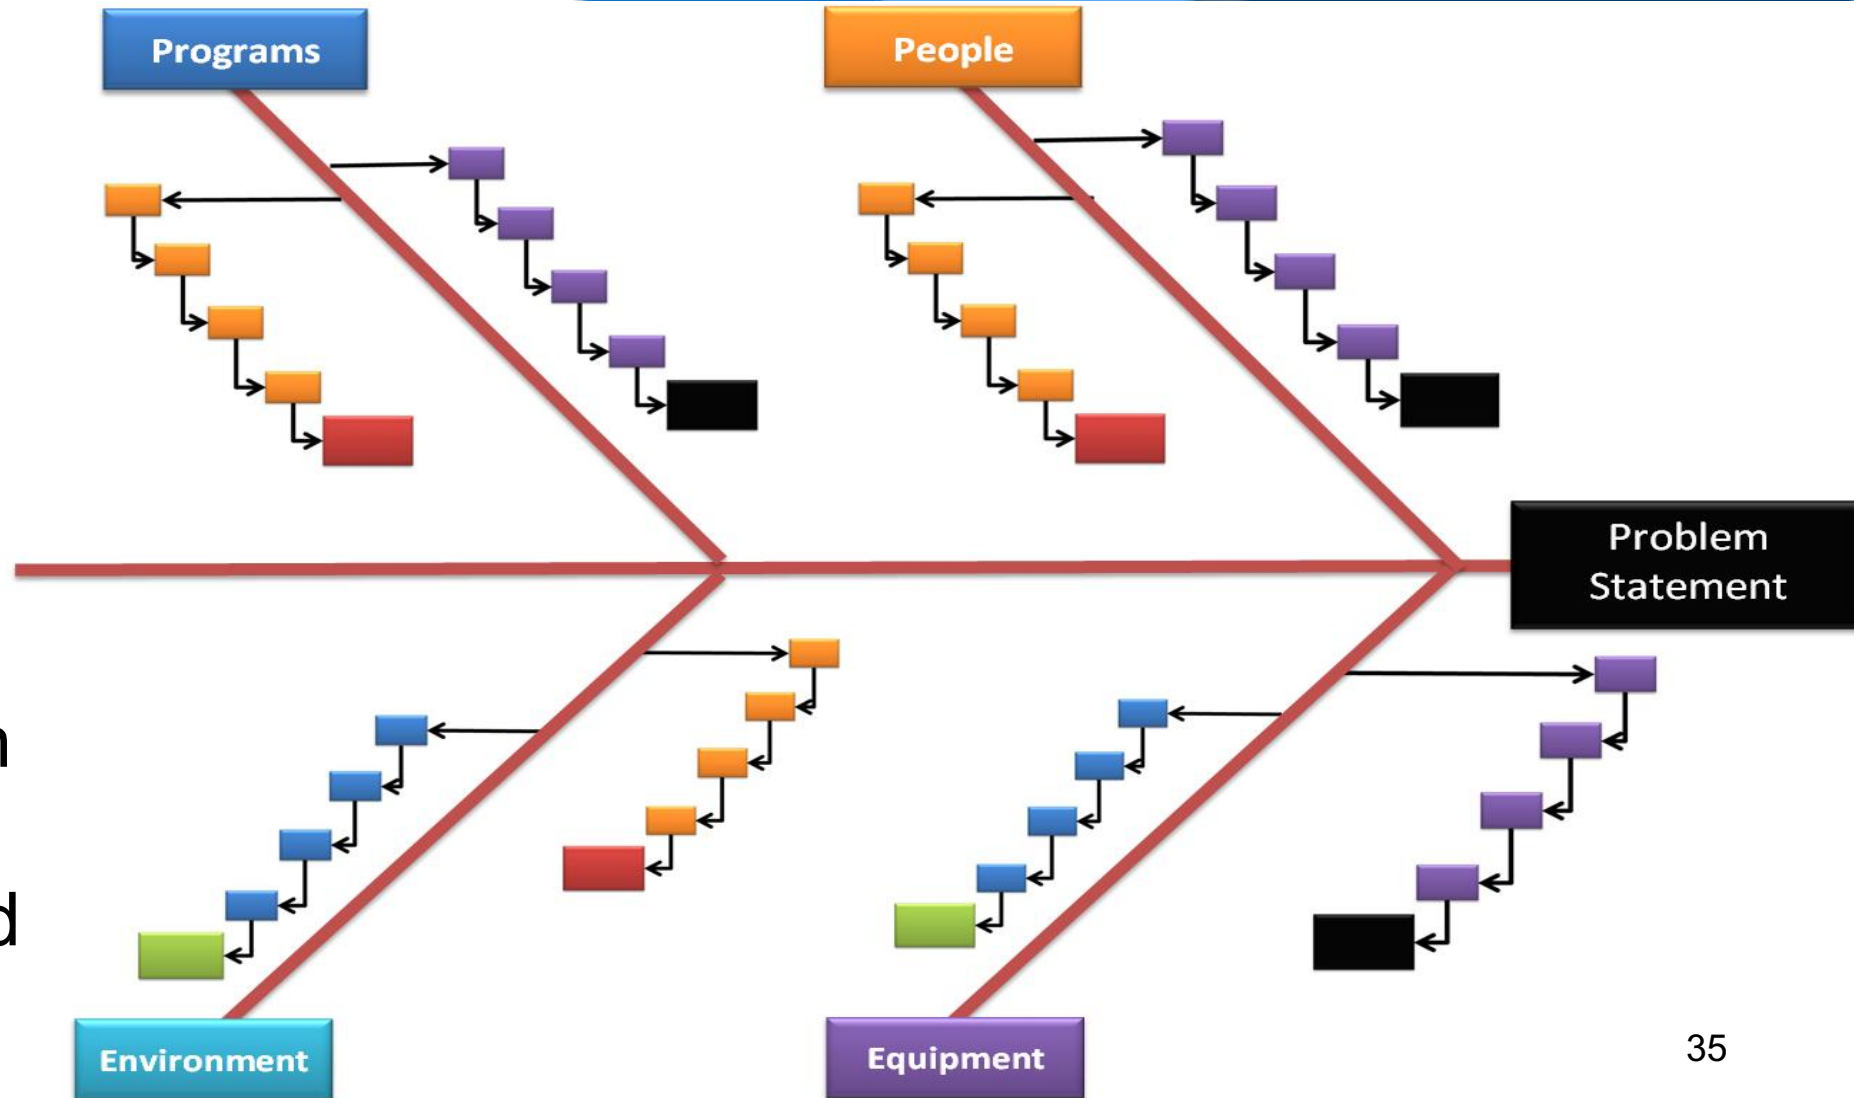 Programs
People
Problem
Statement
n
d
Environment
Equipment
35